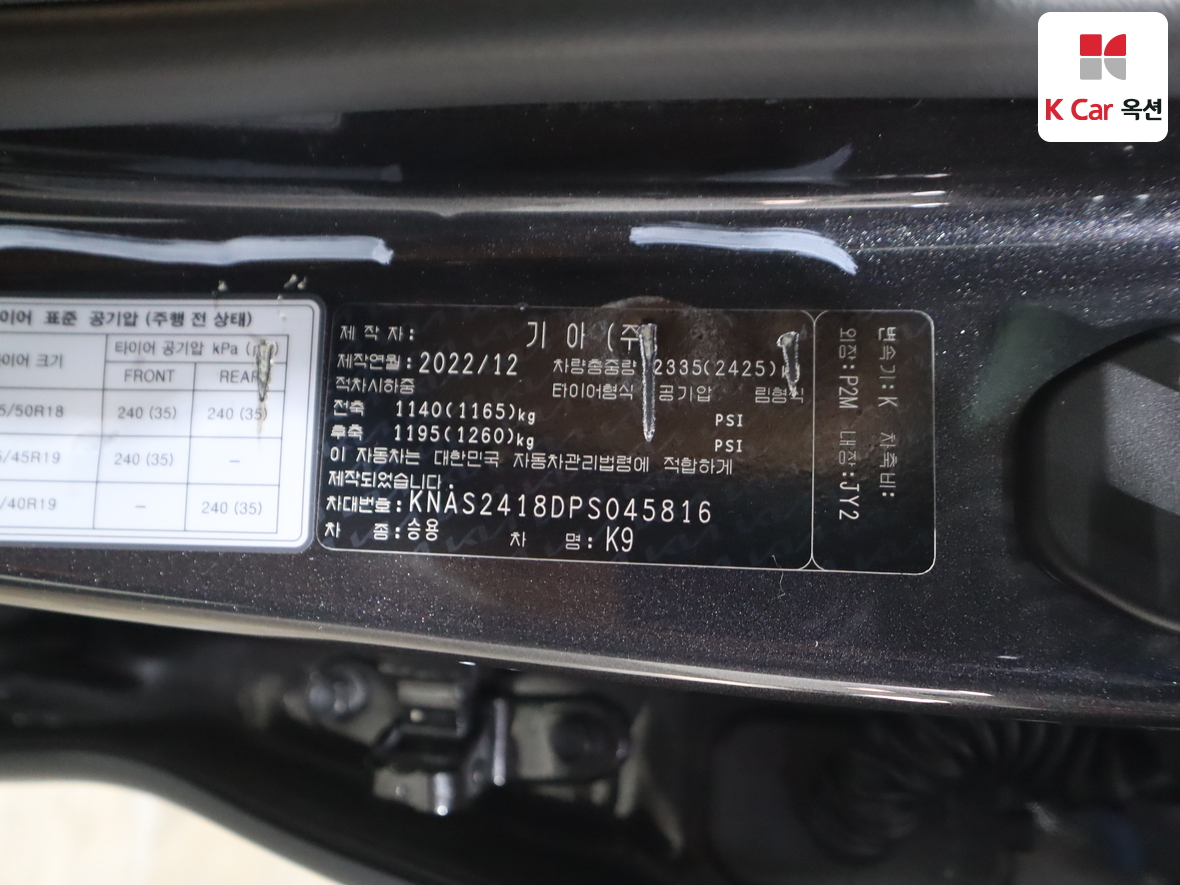 K Car 옥션
이어 표준 공기압 (주행 전 상태)
이어 크기 타이어 공기압 kPa
FRONT REAR
5/50R18 240 (35) 240 (35)
/45R19 240 (35) –
/40R19 – 240 (35)
제 작 자 : 기 아 (주
제작연월 : 2022/12 차량총중량 2335(2425)
적차시하중 타이어형식 공기압 림형식
전축 1140(1165)kg PSI
후축 1195(1260)kg PSI
이 자동차는 대한민국 자동차관리법령에 적합하게
제작되었습니다.
차대번호 : KNAS2418DPS045816
차 종 : 승용 차 명 : K9
변속기 : K 차축비 :
외장 : P2M 내장 : JY2